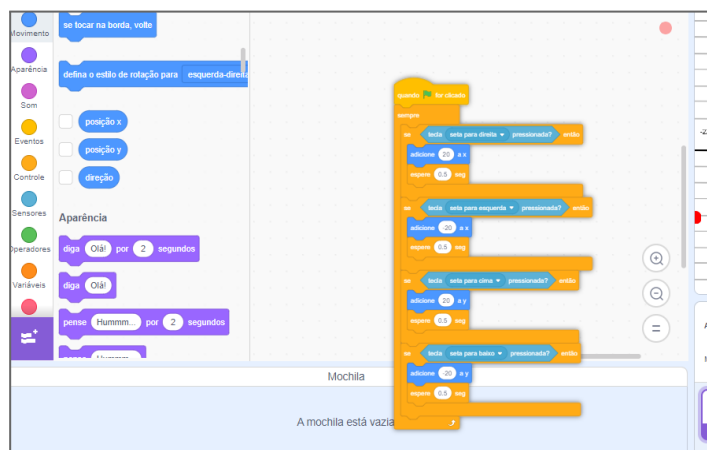 Movimento
Aparência
Som
Eventos
Controle
Sensores
Operadores
Variáveis
se tocar na borda, volte
defina o estilo de rotação para esquerda-direita
posição x
posição y
direção
Aparência
diga Olá! por 2 segundos
diga Olá!
pense Hummm... por 2 segundos
quando for clicado
sempre
se tecla seta para direita pressionada? então
adicione 20 a x
espere 0.5 seg
se tecla seta para esquerda pressionada? então
adicione -20 a x
espere 0.5 seg
se tecla seta para cima pressionada? então
adicione 20 a y
espere 0.5 seg
se tecla seta para baixo pressionada? então
adicione -20 a y
espere 0.5 seg
Mochila
A mochila está vazia